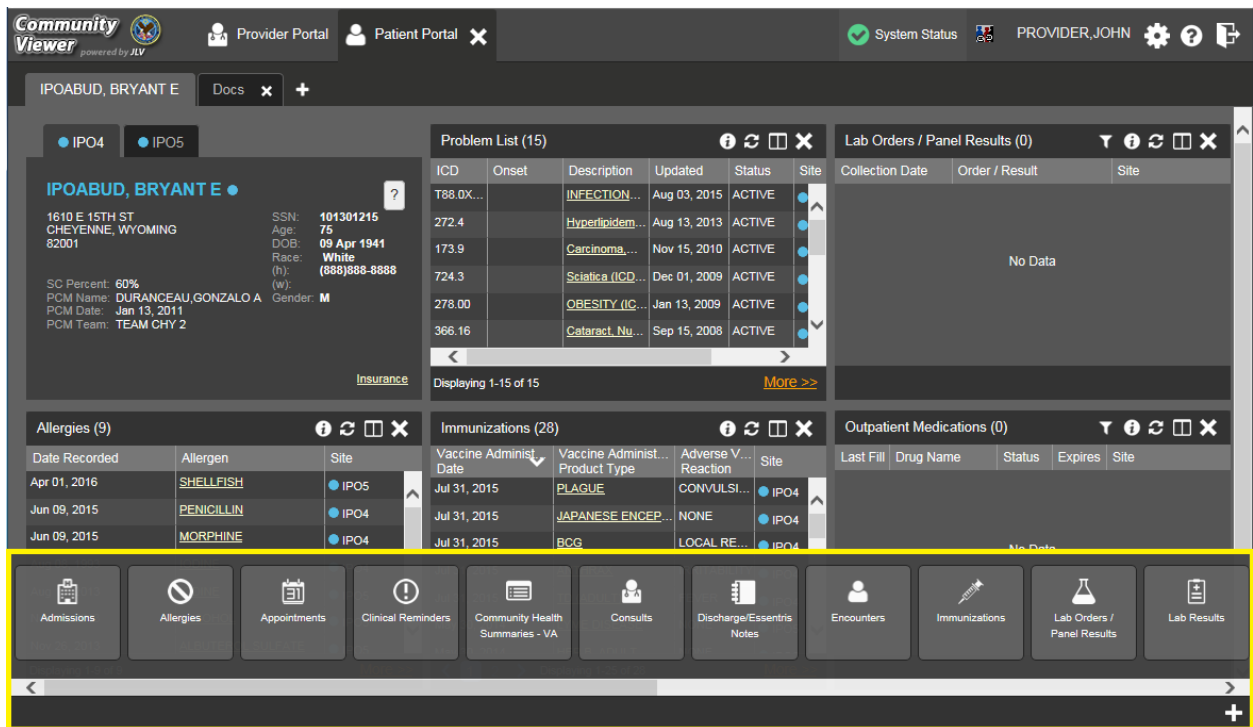 Community
Viewer powered by JLV
Provider Portal
Patient Portal
System Status
PROVIDER,JOHN
IPOABUD, BRYANT E
Docs
IPO4
IPO5
IPOABUD, BRYANT E
?
1610 E 15TH ST
CHEYENNE, WYOMING
82001
SSN: 101301215
Age: 75
DOB: 09 Apr 1941
Race: White
(h): (888)888-8888
(w):
Gender: M
SC Percent: 60%
PCM Name: DURANCEAU,GONZALO A
PCM Date: Jan 13, 2011
PCM Team: TEAM CHY 2
Insurance
Problem List (15)
ICD Onset Description Updated Status Site
T88.0X... INFECTION... Aug 03, 2015 ACTIVE
272.4 Hyperlipidem... Aug 13, 2013 ACTIVE
173.9 Carcinoma,... Nov 15, 2010 ACTIVE
724.3 Sciatica (ICD... Dec 01, 2009 ACTIVE
278.00 OBESITY (IC... Jan 13, 2009 ACTIVE
366.16 Cataract, Nu... Sep 15, 2008 ACTIVE
Displaying 1-15 of 15
More >>
Lab Orders / Panel Results (0)
Collection Date Order / Result Site
No Data
Allergies (9)
Date Recorded Allergen Site
Apr 01, 2016 SHELLFISH IPO5
Jun 09, 2015 PENICILLIN IPO4
Jun 09, 2015 MORPHINE IPO4
Immunizations (28)
Vaccine Administ... Vaccine Administ... Adverse V... Site
Date Product Type Reaction
Jul 31, 2015 PLAGUE CONVULSI... IPO4
Jul 31, 2015 JAPANESE ENCEP... NONE IPO4
Jul 31, 2015 BCG LOCAL RE... IPO4
Outpatient Medications (0)
Last Fill Drug Name Status Expires Site
No Data
Admissions
Allergies
31
Appointments
Clinical Reminders
Community Health
Summaries - VA
Consults
Discharge/Essentris
Notes
Encounters
Immunizations
Lab Orders /
Panel Results
Lab Results